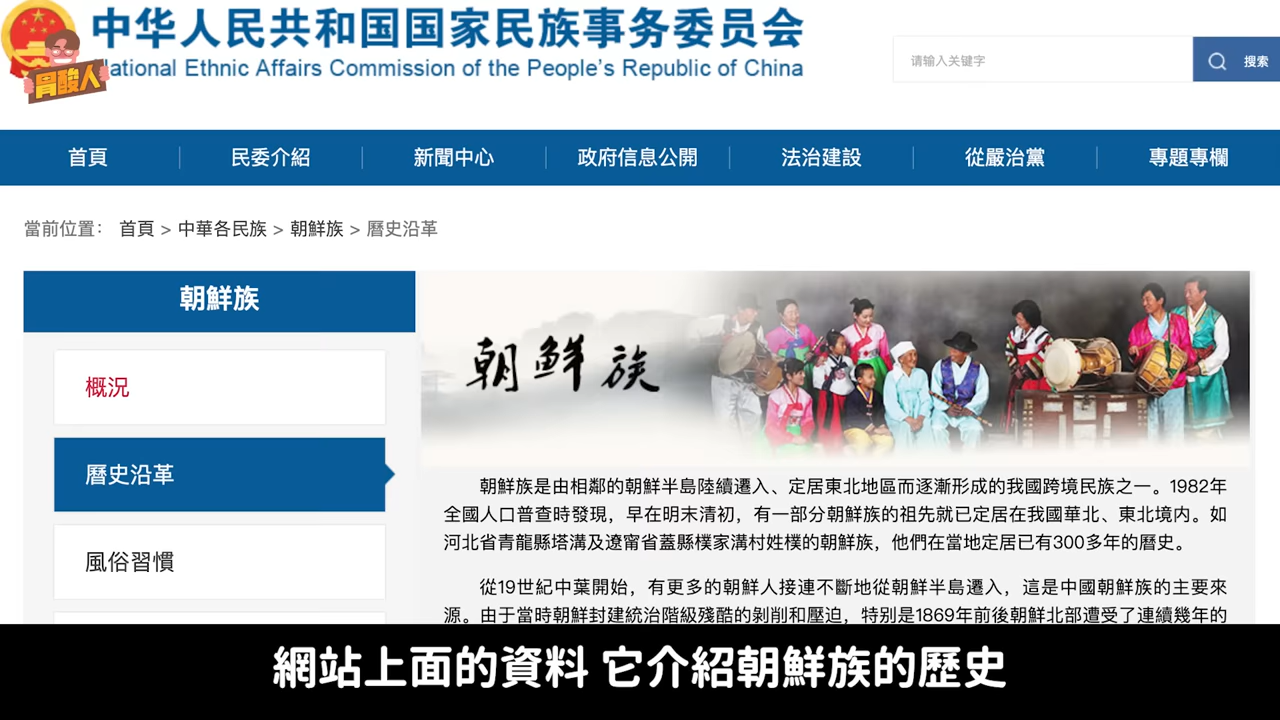 中华人民共和国国家民族事务委员会
National Ethnic Affairs Commission of the People's Republic of China
胃酸人
请输入关键字
搜索
首頁
民委介紹
新聞中心
政府信息公開
法治建設
從嚴治黨
專題專欄
當前位置： 首頁 > 中華各民族 > 朝鮮族 > 曆史沿革
朝鮮族
概況
曆史沿革
風俗習慣
朝鮮族
朝鮮族是由相鄰的朝鮮半島陸續遷入、定居東北地區而逐漸形成的我國跨境民族之一。1982年
全國人口普查時發現，早在明末清初，有一部分朝鮮族的祖先就已定居在我國華北、東北境内。如
河北省青龍縣塔溝及遼甯省蓋縣樸家溝村姓樸的朝鮮族，他們在當地定居已有300多年的曆史。
從19世紀中葉開始，有更多的朝鮮人接連不斷地從朝鮮半島遷入，這是中國朝鮮族的主要來
源。由于當時朝鮮封建統治階級殘酷的剝削和壓迫，特别是1869年前後朝鮮北部遭受了連續幾年的
網站上面的資料 它介紹朝鮮族的歷史